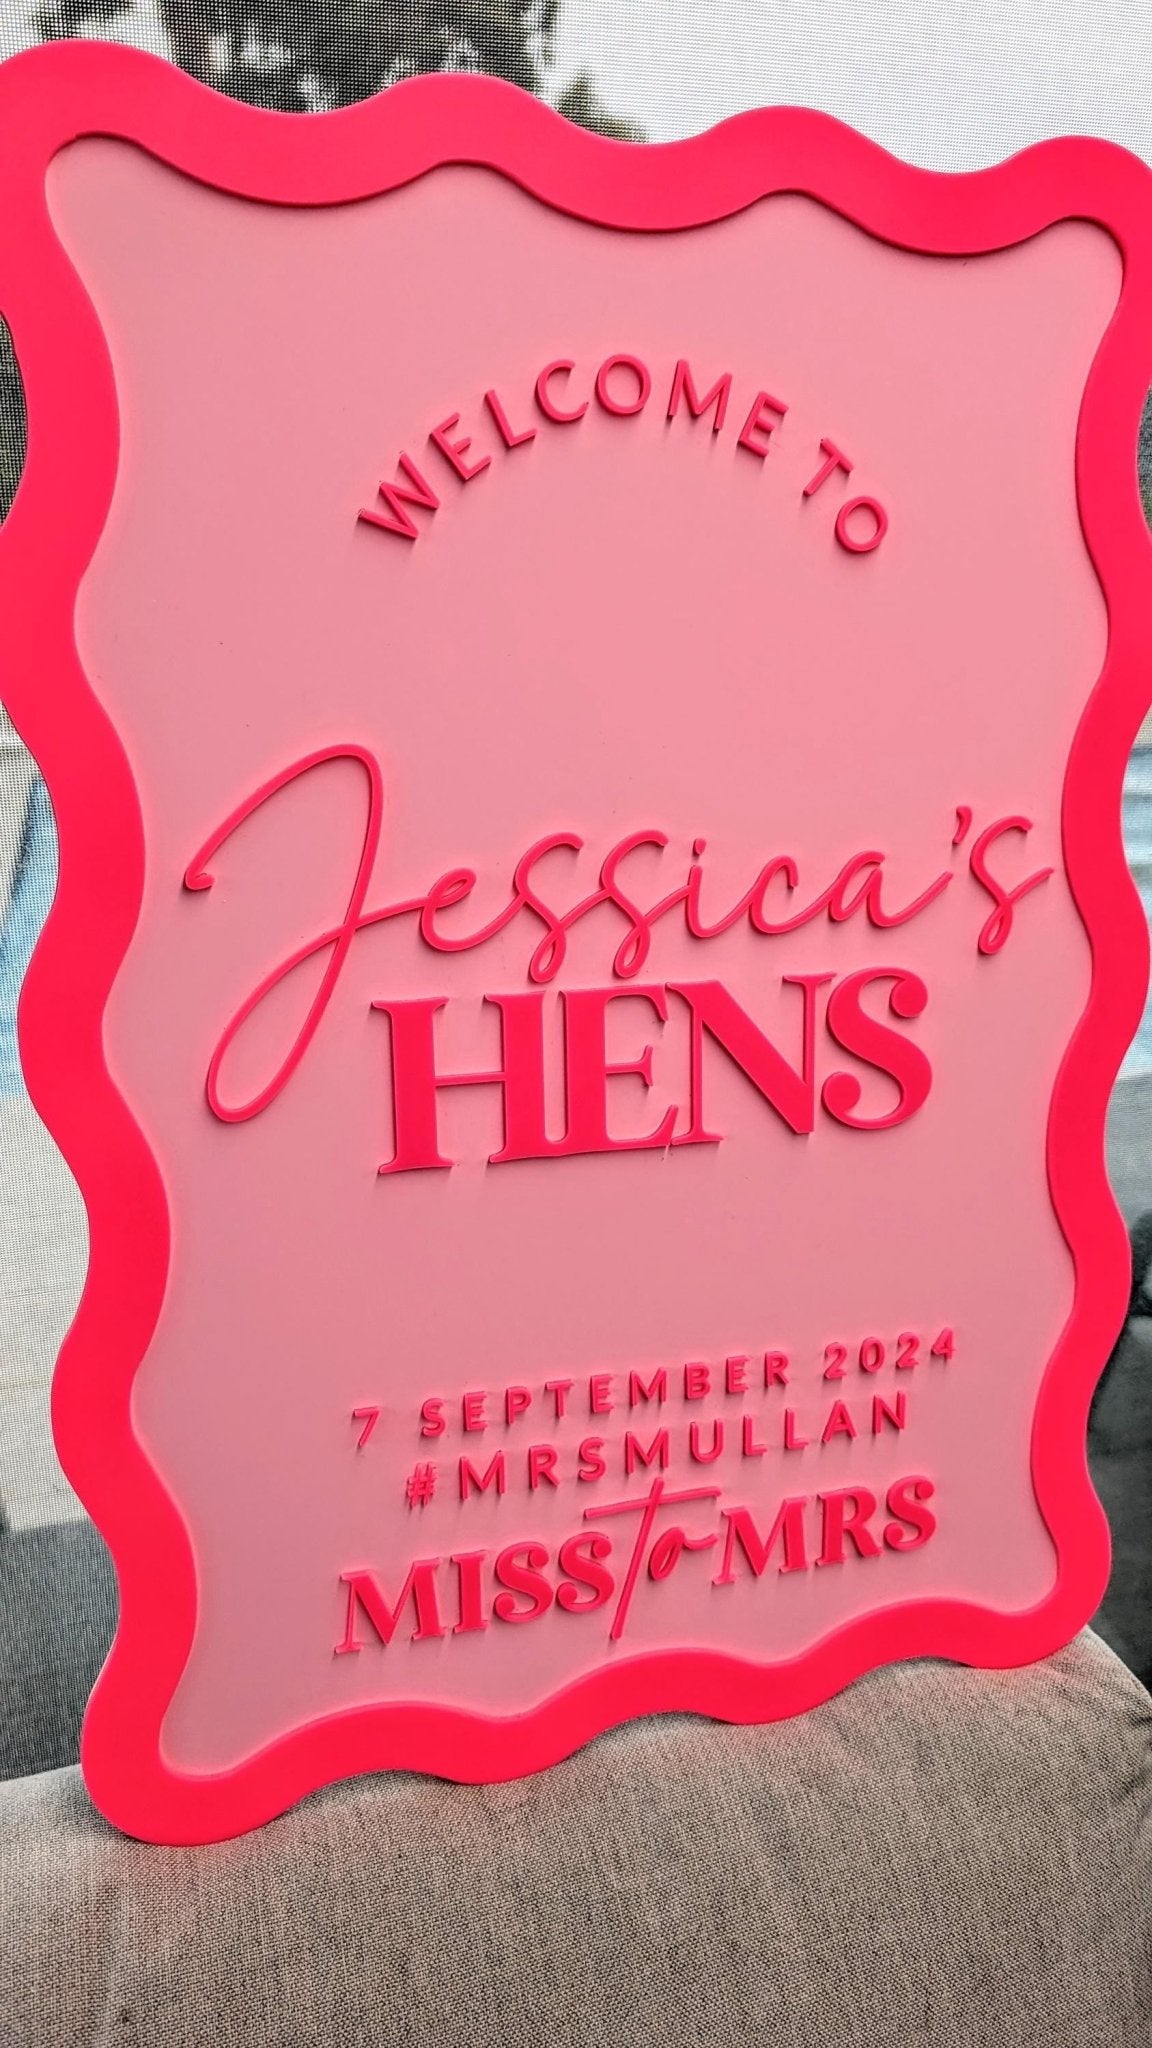 WELCOME TO
Jessica's
HENS
7 SEPTEMBER 2024
#MRSMULLAN
MISS to MRS